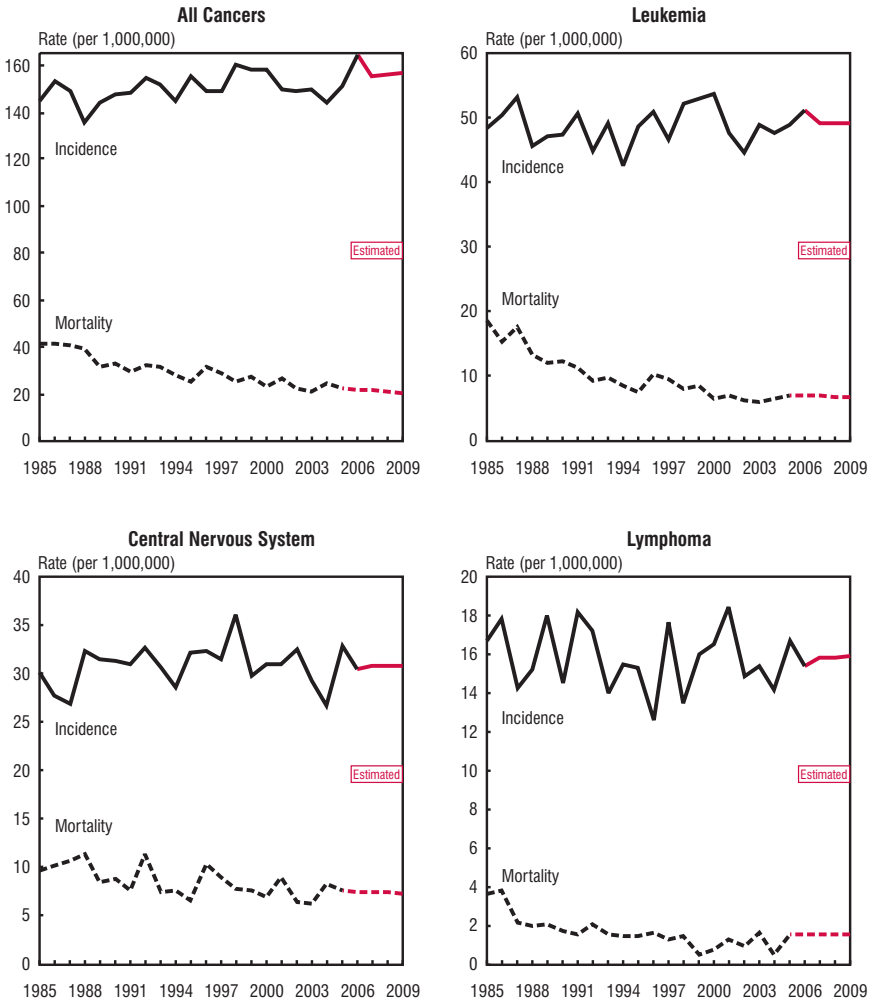 All Cancers
Rate (per 1,000,000)
160
140
120
100
80
60
40
20
0
Incidence
Estimated
Mortality
1985 1988 1991 1994 1997 2000 2003 2006 2009
Leukemia
Rate (per 1,000,000)
60
50
40
30
20
10
0
Incidence
Estimated
Mortality
1985 1988 1991 1994 1997 2000 2003 2006 2009
Central Nervous System
Rate (per 1,000,000)
40
35
30
25
20
15
10
5
0
Incidence
Estimated
Mortality
1985 1988 1991 1994 1997 2000 2003 2006 2009
Lymphoma
Rate (per 1,000,000)
20
18
16
14
12
10
8
6
4
2
0
Incidence
Estimated
Mortality
1985 1988 1991 1994 1997 2000 2003 2006 2009